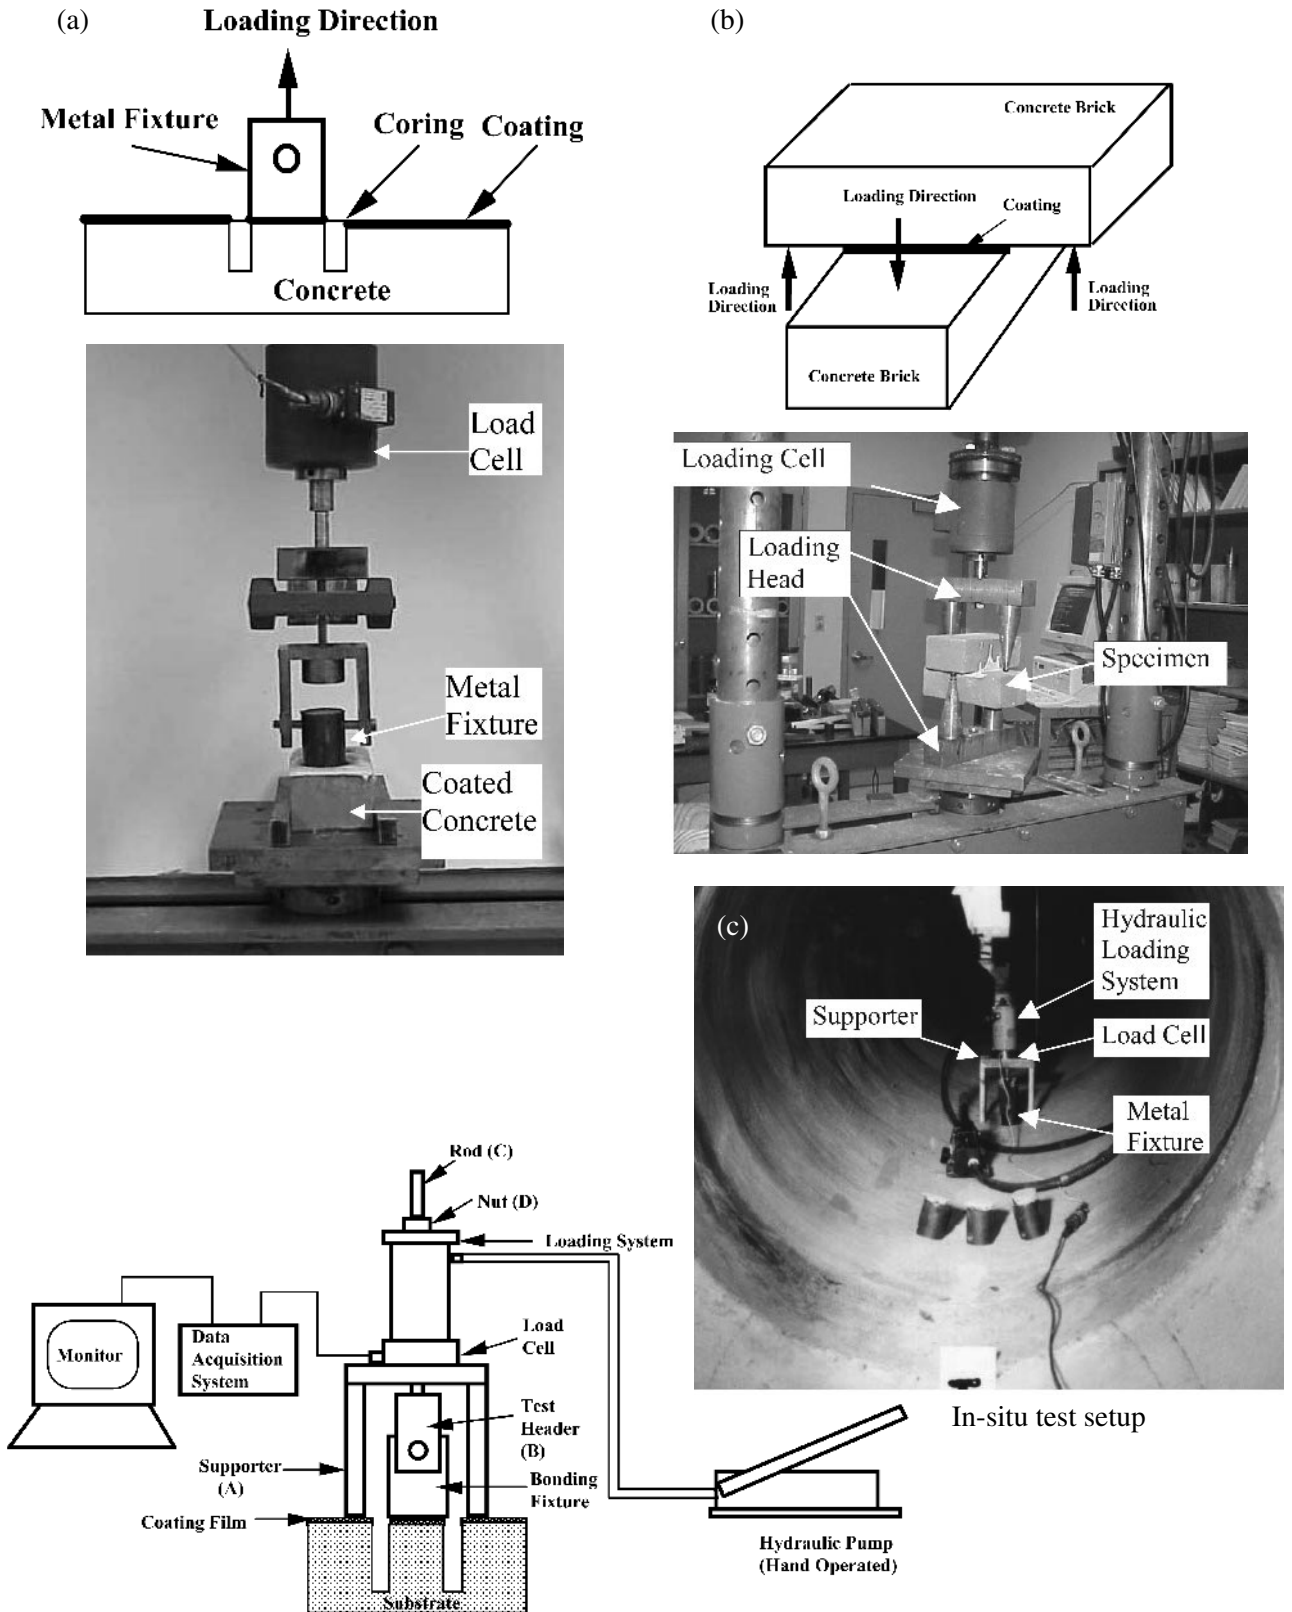 (a)
Loading Direction
Metal Fixture
Coring
Coating
Concrete
Load
Cell
Metal
Fixture
Coated
Concrete
(b)
Concrete Brick
Loading
Direction
Coating
Loading
Direction
Loading
Direction
Concrete Brick
Loading Cell
Loading
Head
Specimen
(c)
Hydraulic
Loading
System
Supporter
Load Cell
Metal
Fixture
In-situ test setup
Rod (C)
Nut (D)
Loading System
Load
Cell
Monitor
Data
Acquisition
System
Test
Header
(B)
Supporter
(A)
Bonding
Fixture
Coating Film
Substrate
Hydraulic Pump
(Hand Operated)